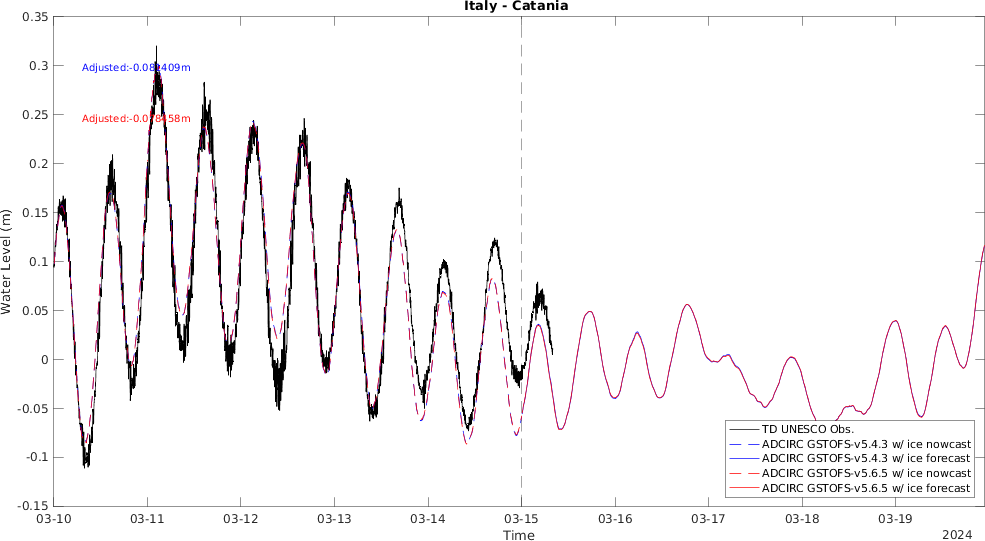 Italy - Catania
0.35
0.3
0.25
0.2
0.15
0.1
0.05
0
-0.05
-0.1
-0.15
Water Level (m)
03-10
03-11
03-12
03-13
03-14
03-15
03-16
03-17
03-18
03-19
Time
2024
TD UNESCO Obs.
ADCIRC GSTOFS-v5.4.3 w/ ice nowcast
ADCIRC GSTOFS-v5.4.3 w/ ice forecast
ADCIRC GSTOFS-v5.6.5 w/ ice nowcast
ADCIRC GSTOFS-v5.6.5 w/ ice forecast